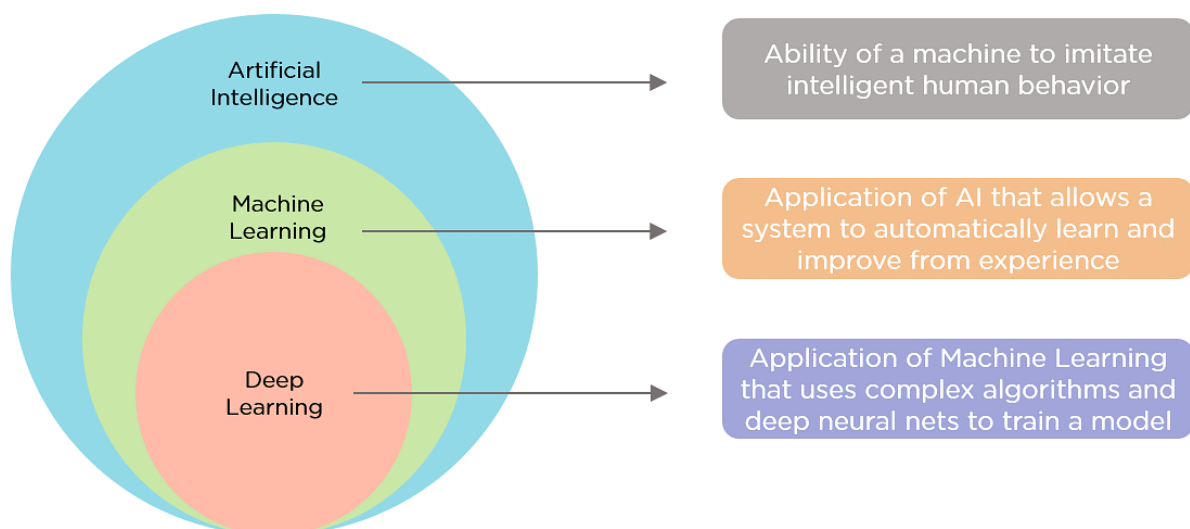 Artificial
Intelligence
Ability of a machine to imitate
intelligent human behavior
Machine
Learning
Application of AI that allows a
system to automatically learn and
improve from experience
Deep
Learning
Application of Machine Learning
that uses complex algorithms and
deep neural nets to train a model